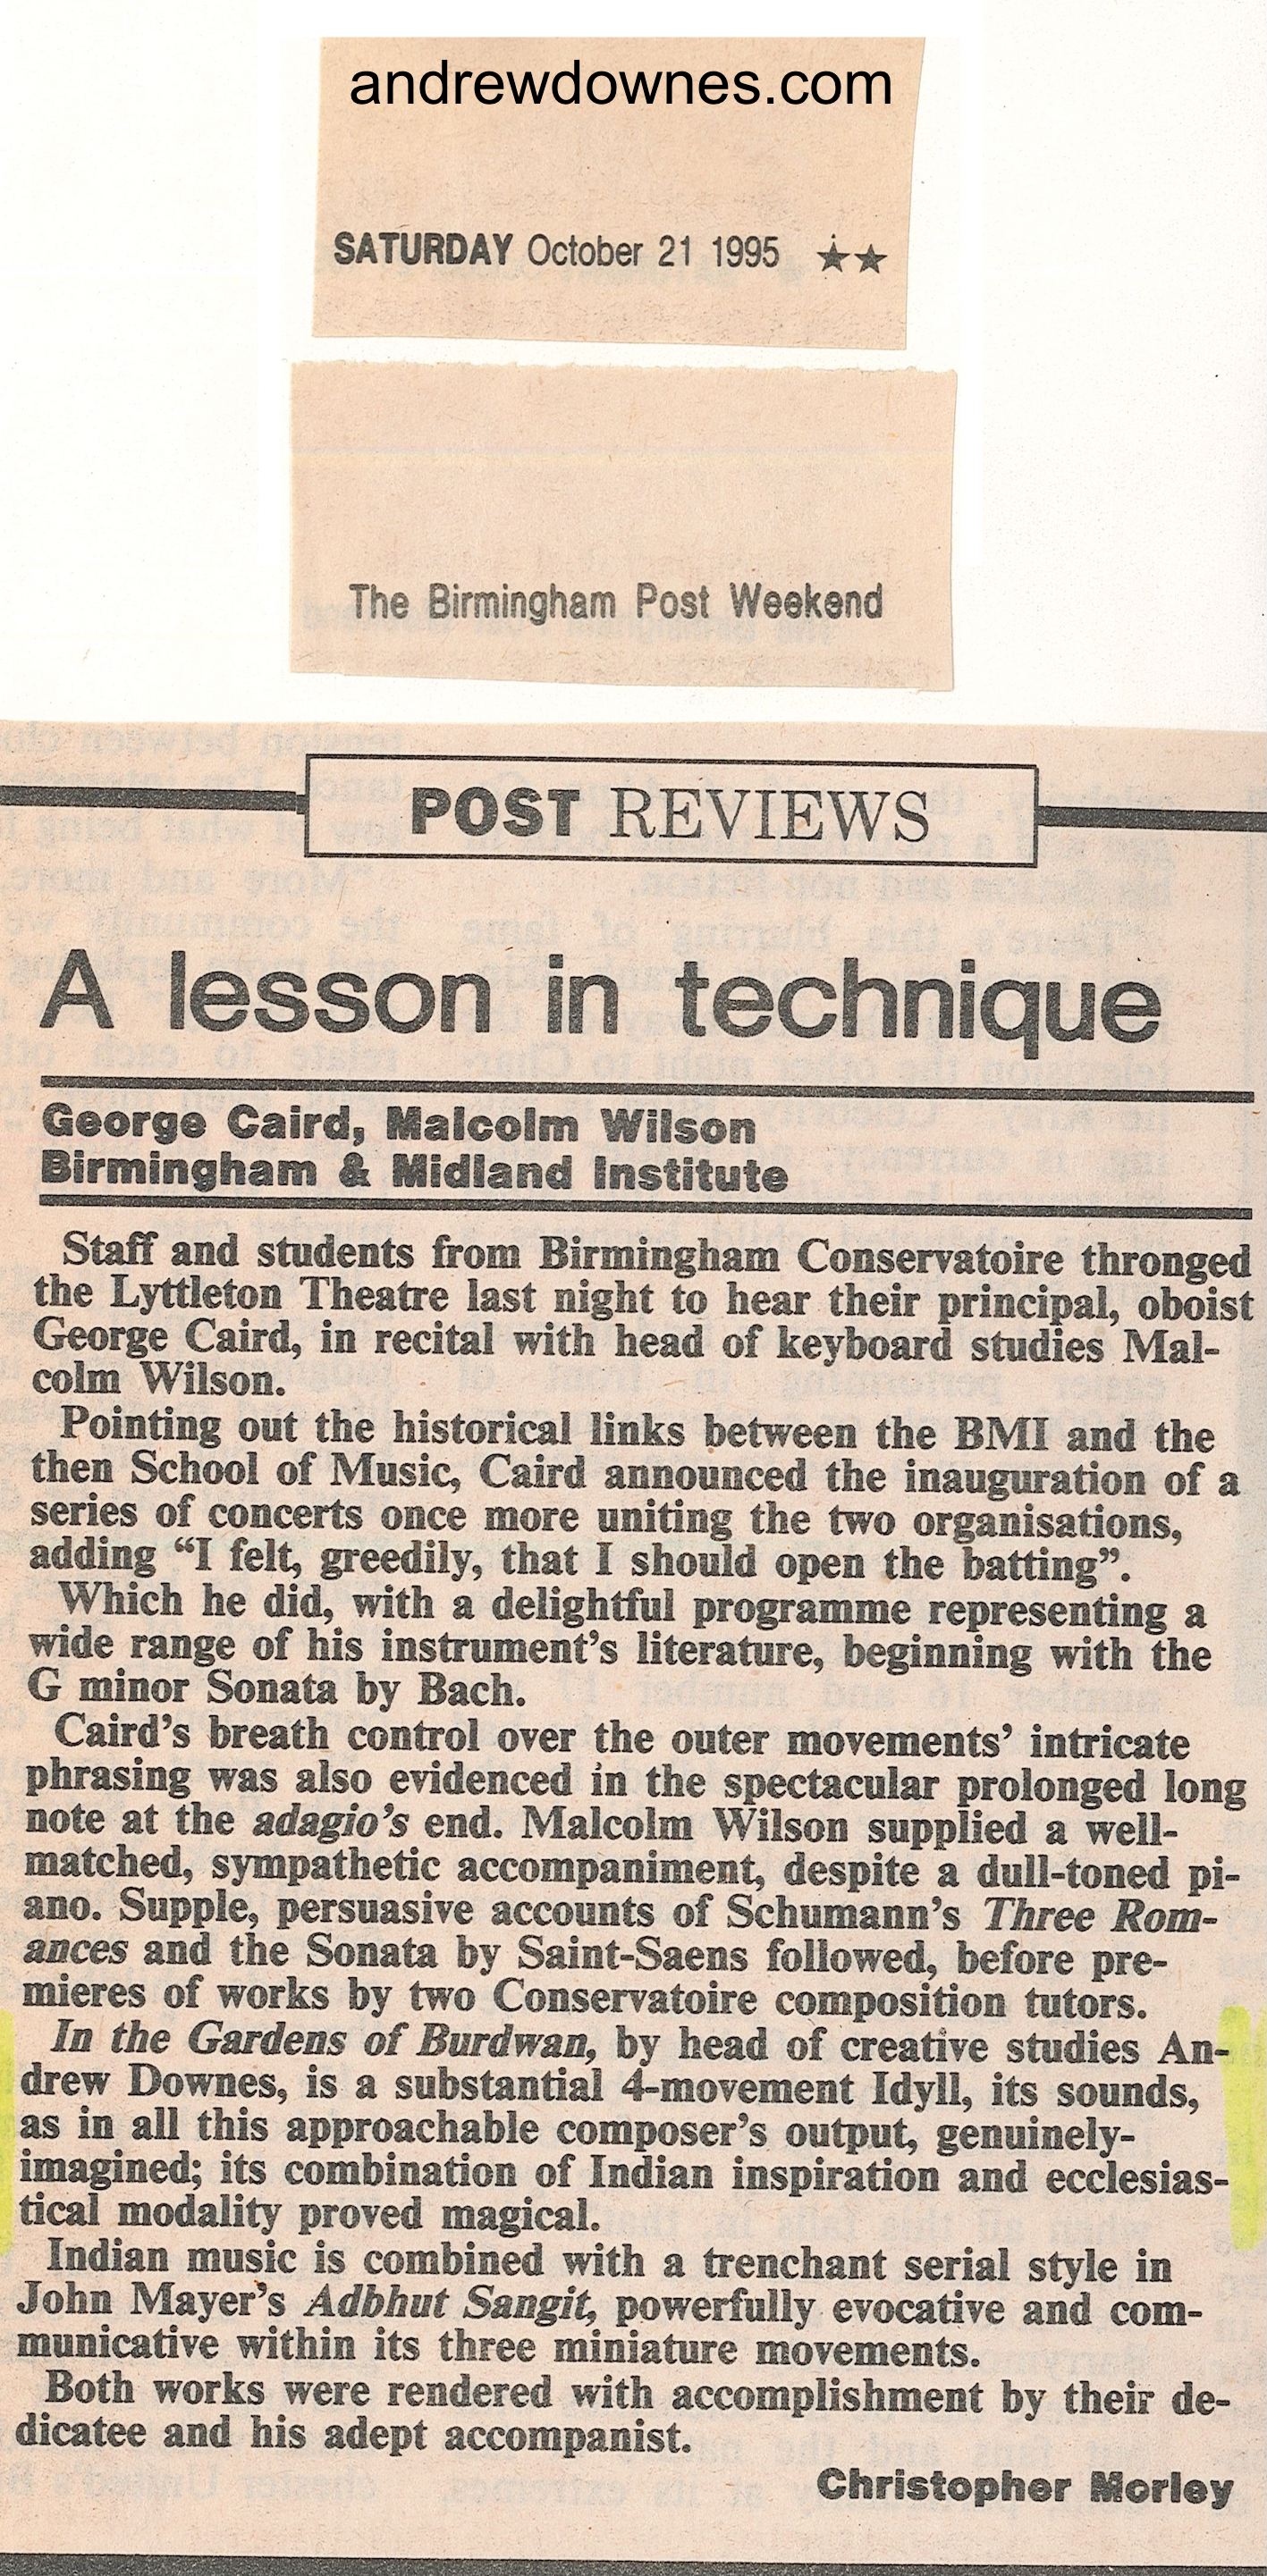 andrewdownes.com
SATURDAY October 21 1995 ★★
The Birmingham Post Weekend
POST REVIEWS
A lesson in technique
George Caird, Malcolm Wilson
Birmingham & Midland Institute
Staff and students from Birmingham Conservatoire thronged
the Lyttleton Theatre last night to hear their principal, oboist
George Caird, in recital with head of keyboard studies Mal-
colm Wilson.
Pointing out the historical links between the BMI and the
then School of Music, Caird announced the inauguration of a
series of concerts once more uniting the two organisations,
adding “I felt, greedily, that I should open the batting”.
Which he did, with a delightful programme representing a
wide range of his instrument’s literature, beginning with the
G minor Sonata by Bach.
Caird’s breath control over the outer movements’ intricate
phrasing was also evidenced in the spectacular prolonged long
note at the adagio’s end. Malcolm Wilson supplied a well-
matched, sympathetic accompaniment, despite a dull-toned pi-
ano. Supple, persuasive accounts of Schumann’s Three Rom-
ances and the Sonata by Saint-Saens followed, before pre-
mieres of works by two Conservatoire composition tutors.
In the Gardens of Burdwan, by head of creative studies An-
drew Downes, is a substantial 4-movement Idyll, its sounds,
as in all this approachable composer’s output, genuinely-
imagined; its combination of Indian inspiration and ecclesias-
tical modality proved magical.
Indian music is combined with a trenchant serial style in
John Mayer’s Adbhut Sangit, powerfully evocative and com-
municative within its three miniature movements.
Both works were rendered with accomplishment by their de-
dicatee and his adept accompanist.
Christopher Morley